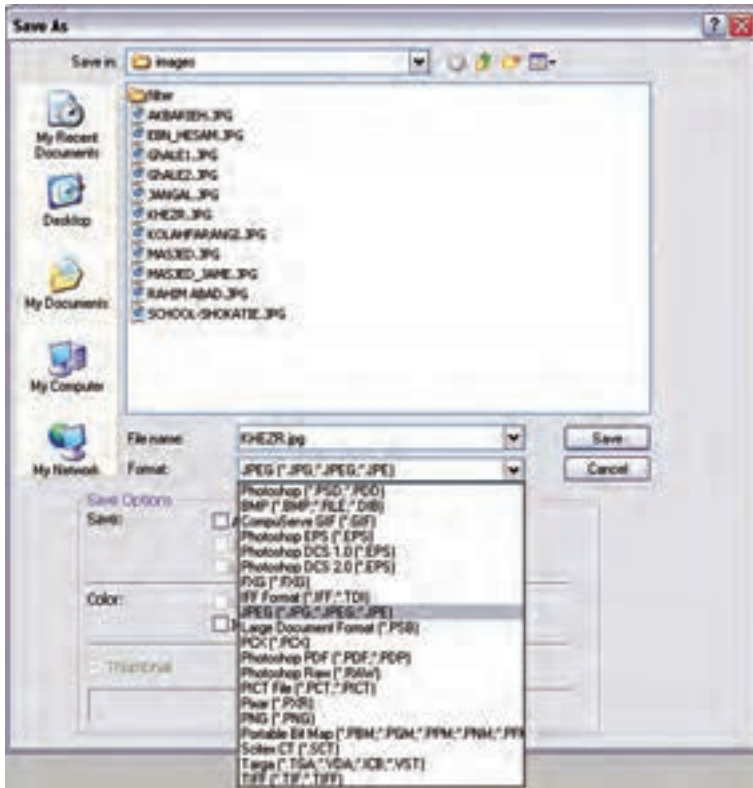 Save As
Save in: images
My Recent Documents
Desktop
My Documents
My Computer
My Network
filter
AKBARIEH.JPG
EBN_HESAM.JPG
GhALE1.JPG
GhALE2.JPG
JANGAL.JPG
KHEZR.JPG
KOLAHFARANGI.JPG
MASJED.JPG
MASJED_JAME.JPG
RAHIM ABAD.JPG
SCHOOL-SHOKATIE.JPG
File name: KHEZR.jpg Save
Format: JPEG (*.JPG;*.JPEG;*.JPE) Cancel
Save Options
Save:
Color:
Thumbnail
Photoshop (*.PSD;*.PDD)
BMP (*.BMP;*.RLE;*.DIB)
CompuServe GIF (*.GIF)
Photoshop EPS (*.EPS)
Photoshop DCS 1.0 (*.EPS)
Photoshop DCS 2.0 (*.EPS)
FXG (*.FXG)
IFF Format (*.IFF;*.TDI)
JPEG (*.JPG;*.JPEG;*.JPE)
Large Document Format (*.PSB)
PCX (*.PCX)
Photoshop PDF (*.PDF;*.PDP)
Photoshop Raw (*.RAW)
PICT File (*.PCT;*.PICT)
Pixar (*.PXR)
PNG (*.PNG)
Portable Bit Map (*.PBM;*.PGM;*.PPM;*.PNM;*.PF
Scitex CT (*.SCT)
Targa (*.TGA;*.VDA;*.ICB;*.VST)
TIFF (*.TIF;*.TIFF)